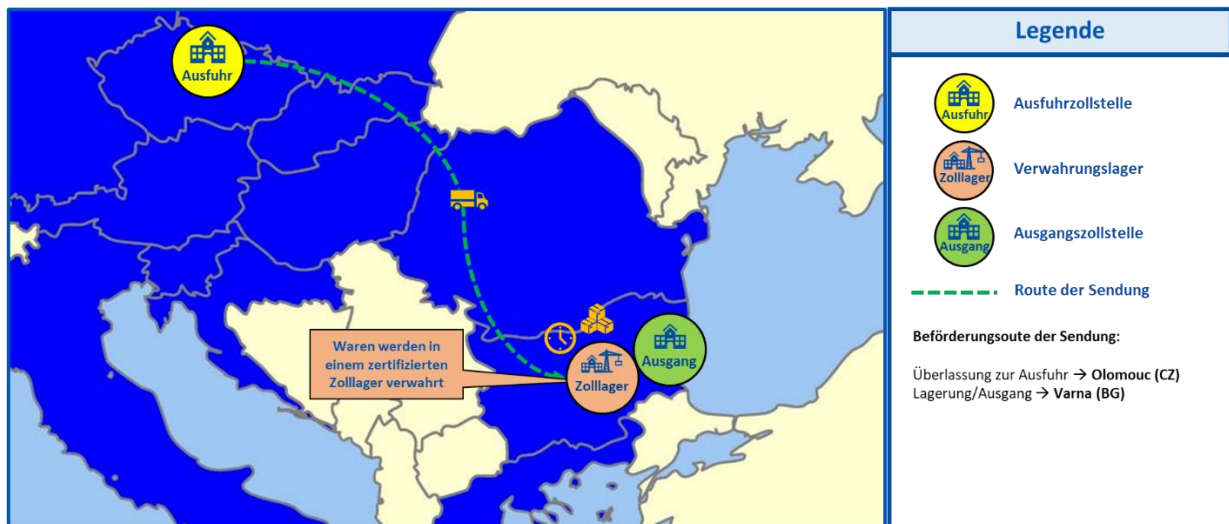 Ausfuhr
Waren werden in
einem zertifizierten
Zolllager verwahrt
Zolllager
Ausgang
Legende
Ausfuhr
Ausfuhrzollstelle
Zolllager
Verwahrungslager
Ausgang
Ausgangszollstelle
Route der Sendung
Beförderungsoute der Sendung:
Überlassung zur Ausfuhr → Olomouc (CZ)
Lagerung/Ausgang → Varna (BG)